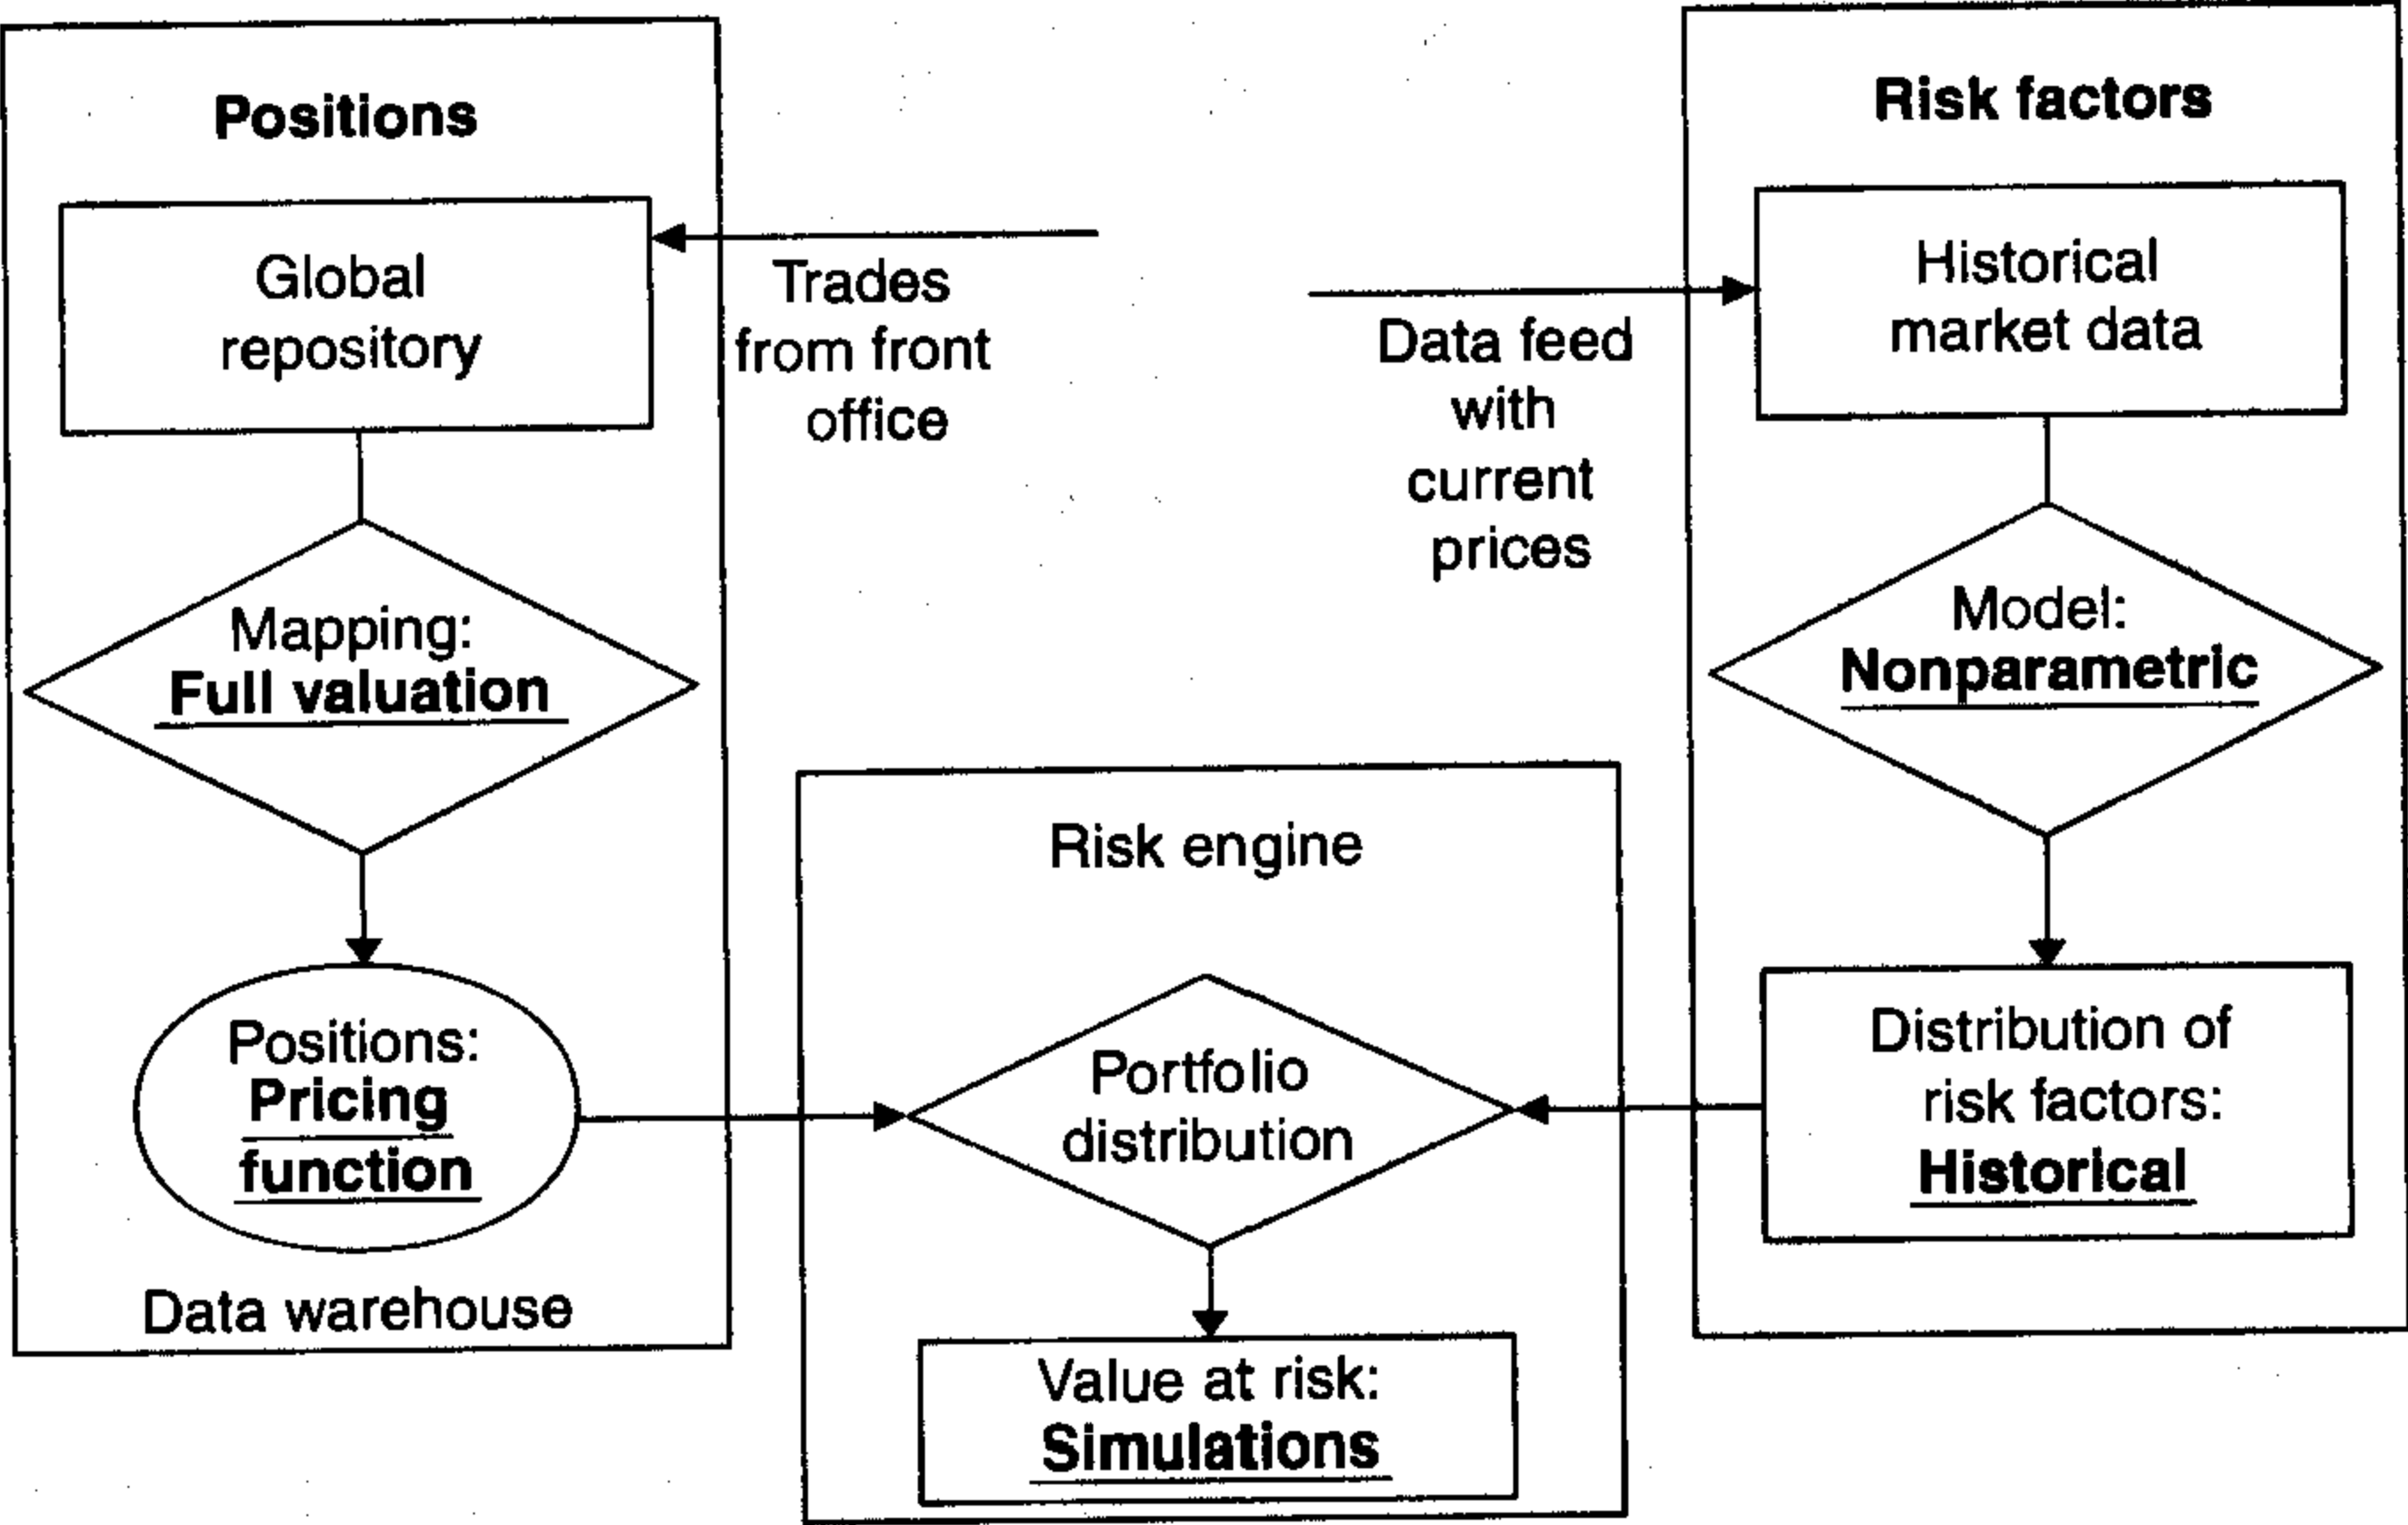 Positions
Global
repository
Trades
from front
office
Mapping:
Full valuation
Positions:
Pricing
function
Data warehouse
Risk factors
Historical
market data
Data feed
with
current
prices
Model:
Nonparametric
Distribution of
risk factors:
Historical
Risk engine
Portfolio
distribution
Value at risk:
Simulations